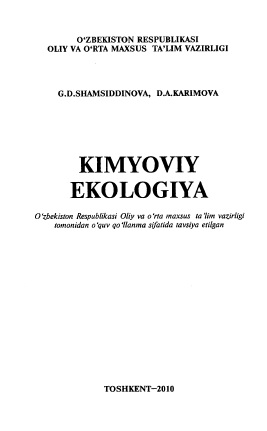 O'ZBEKISTON RESPUBLIKASI
OLIY VA O'RTA MAXSUS TA'LIM VAZIRLIGI
G.D.SHAMSIDDINOVA, D.A.KARIMOVA
KIMYOVIY
EKOLOGIYA
O'zbekiston Respublikasi Oliy va o'rta maxsus ta'lim vazirligi
tomonidan o'quv qo'llanma sifatida tavsiya etilgan
TOSHKENT–2010